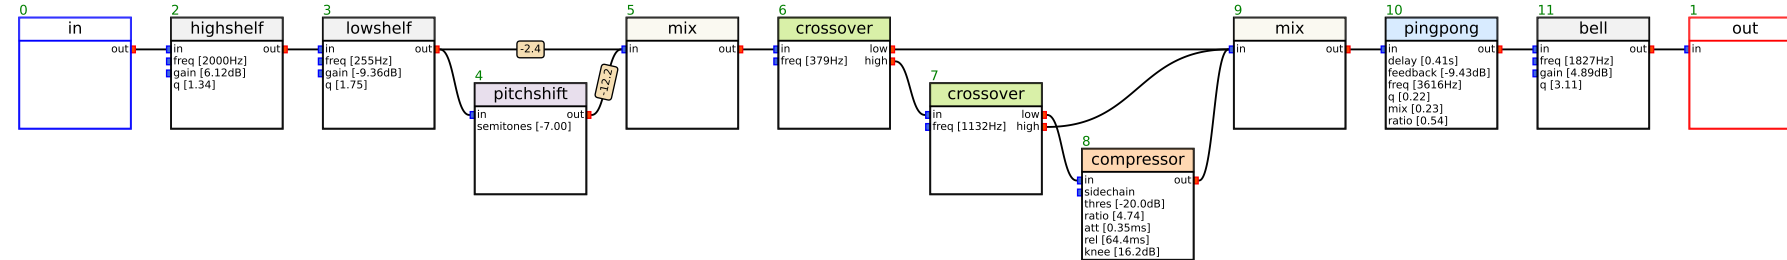 0
in
out
2
highshelf
in
out
freq [2000Hz]
gain [6.12dB]
q [1.34]
3
lowshelf
in
out
freq [255Hz]
gain [-9.36dB]
q [1.75]
-2.4
4
pitchshift
in
out
semitones [-7.00]
-12.2
5
mix
in
out
6
crossover
in
low
freq [379Hz]
high
7
crossover
in
low
freq [1132Hz]
high
8
compressor
in
out
sidechain
thres [-20.0dB]
ratio [4.74]
att [0.35ms]
rel [64.4ms]
knee [16.2dB]
9
mix
in
out
10
pingpong
in
out
delay [0.41s]
feedback [-9.43dB]
freq [3616Hz]
q [0.22]
mix [0.23]
ratio [0.54]
11
bell
in
out
freq [1827Hz]
gain [4.89dB]
q [3.11]
1
out
in